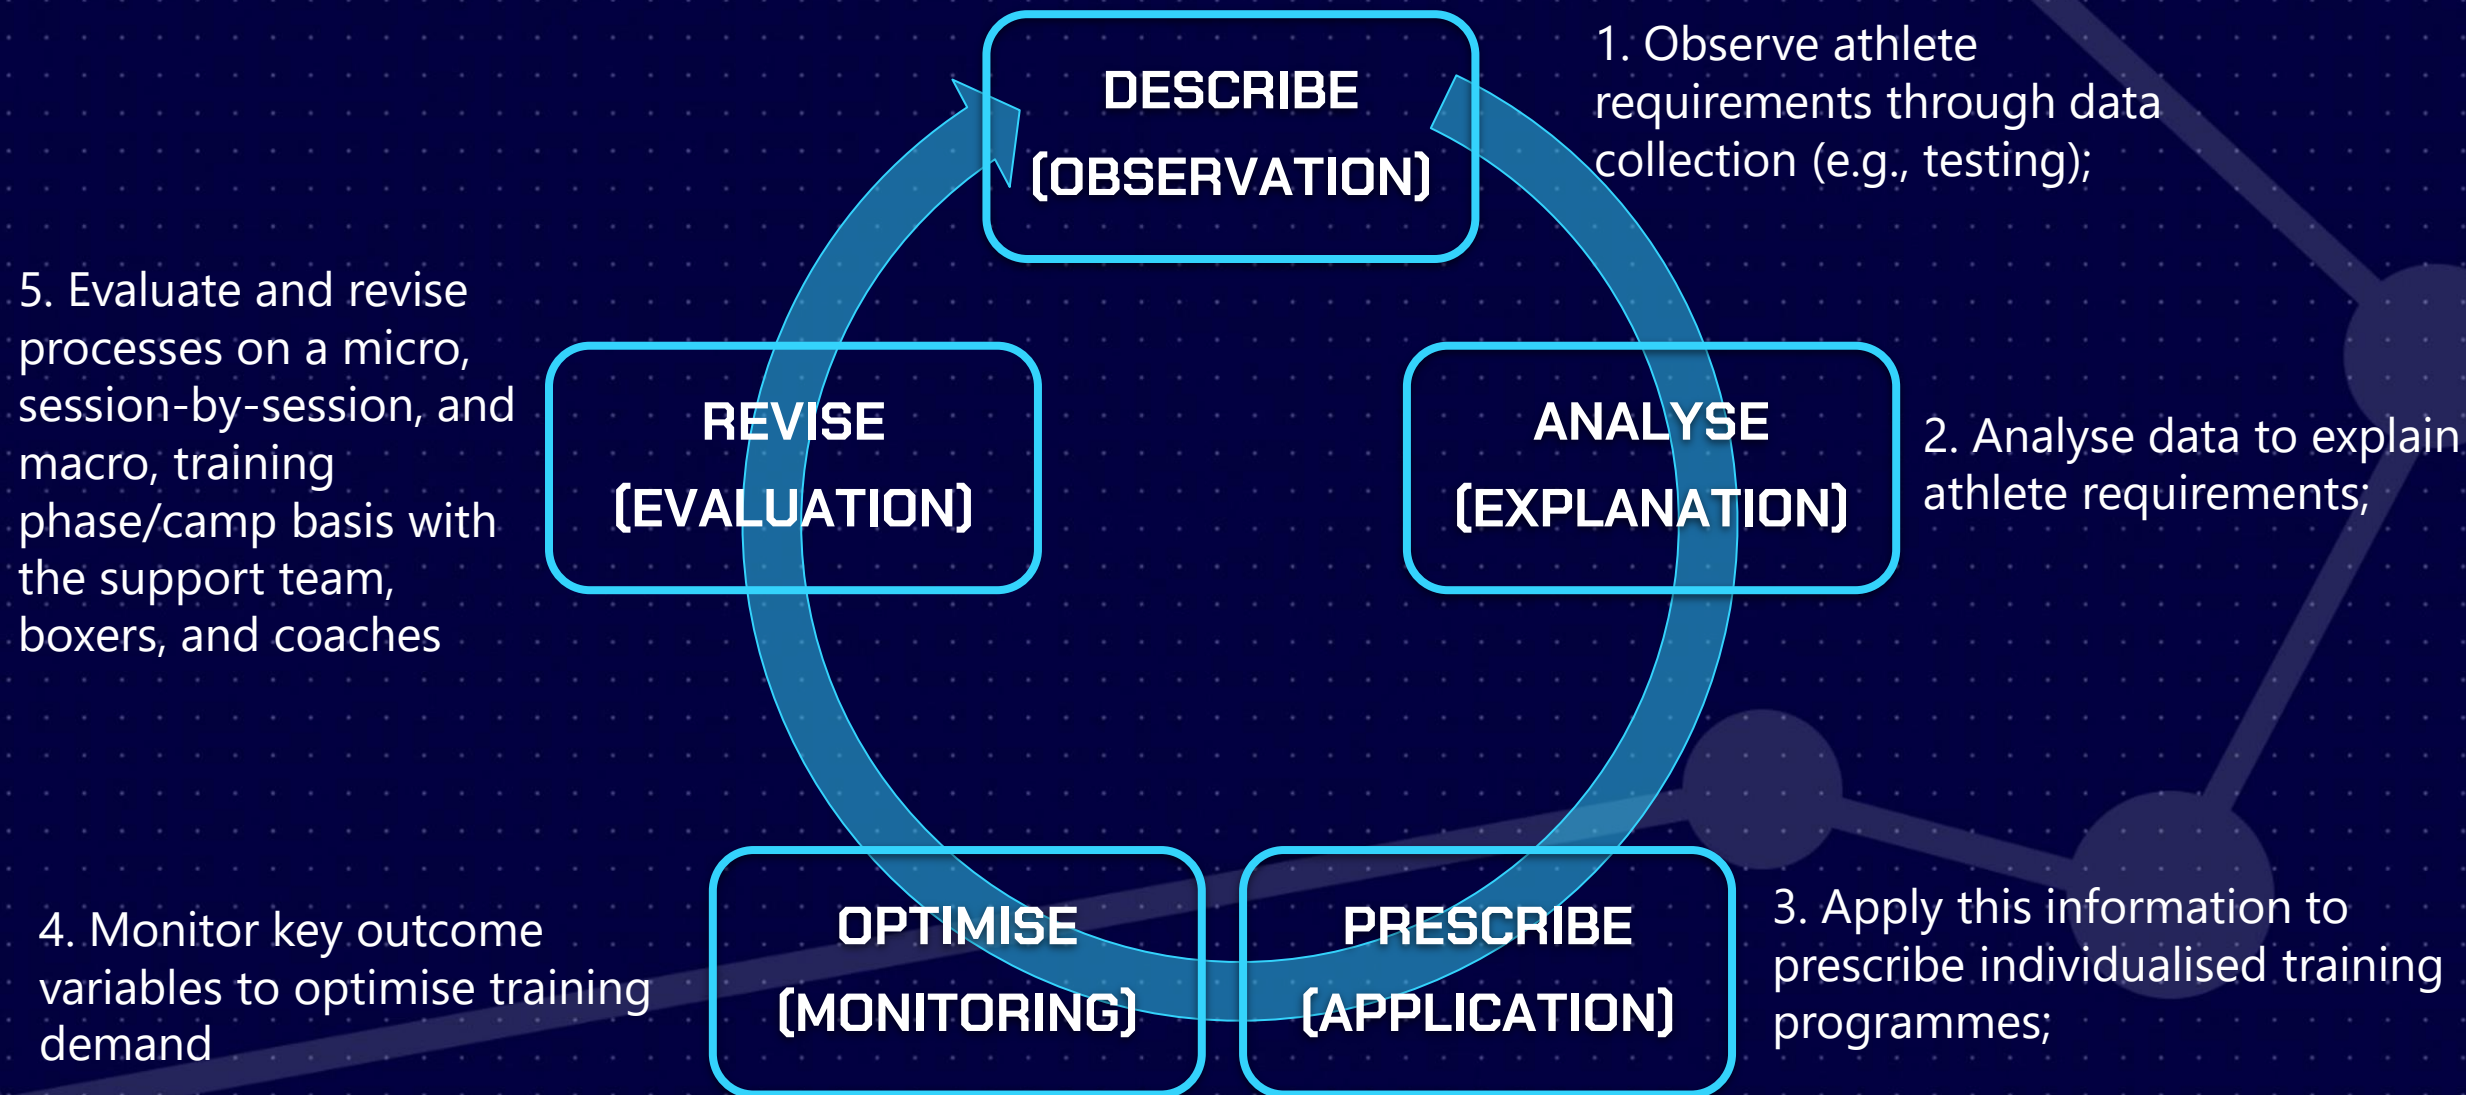 DESCRIBE
(OBSERVATION)
1. Observe athlete
requirements through data
collection (e.g., testing);
ANALYSE
(EXPLANATION)
2. Analyse data to explain
athlete requirements;
PRESCRIBE
(APPLICATION)
3. Apply this information to
prescribe individualised training
programmes;
OPTIMISE
(MONITORING)
4. Monitor key outcome
variables to optimise training
demand
REVISE
(EVALUATION)
5. Evaluate and revise
processes on a micro,
session-by-session, and
macro, training
phase/camp basis with
the support team,
boxers, and coaches